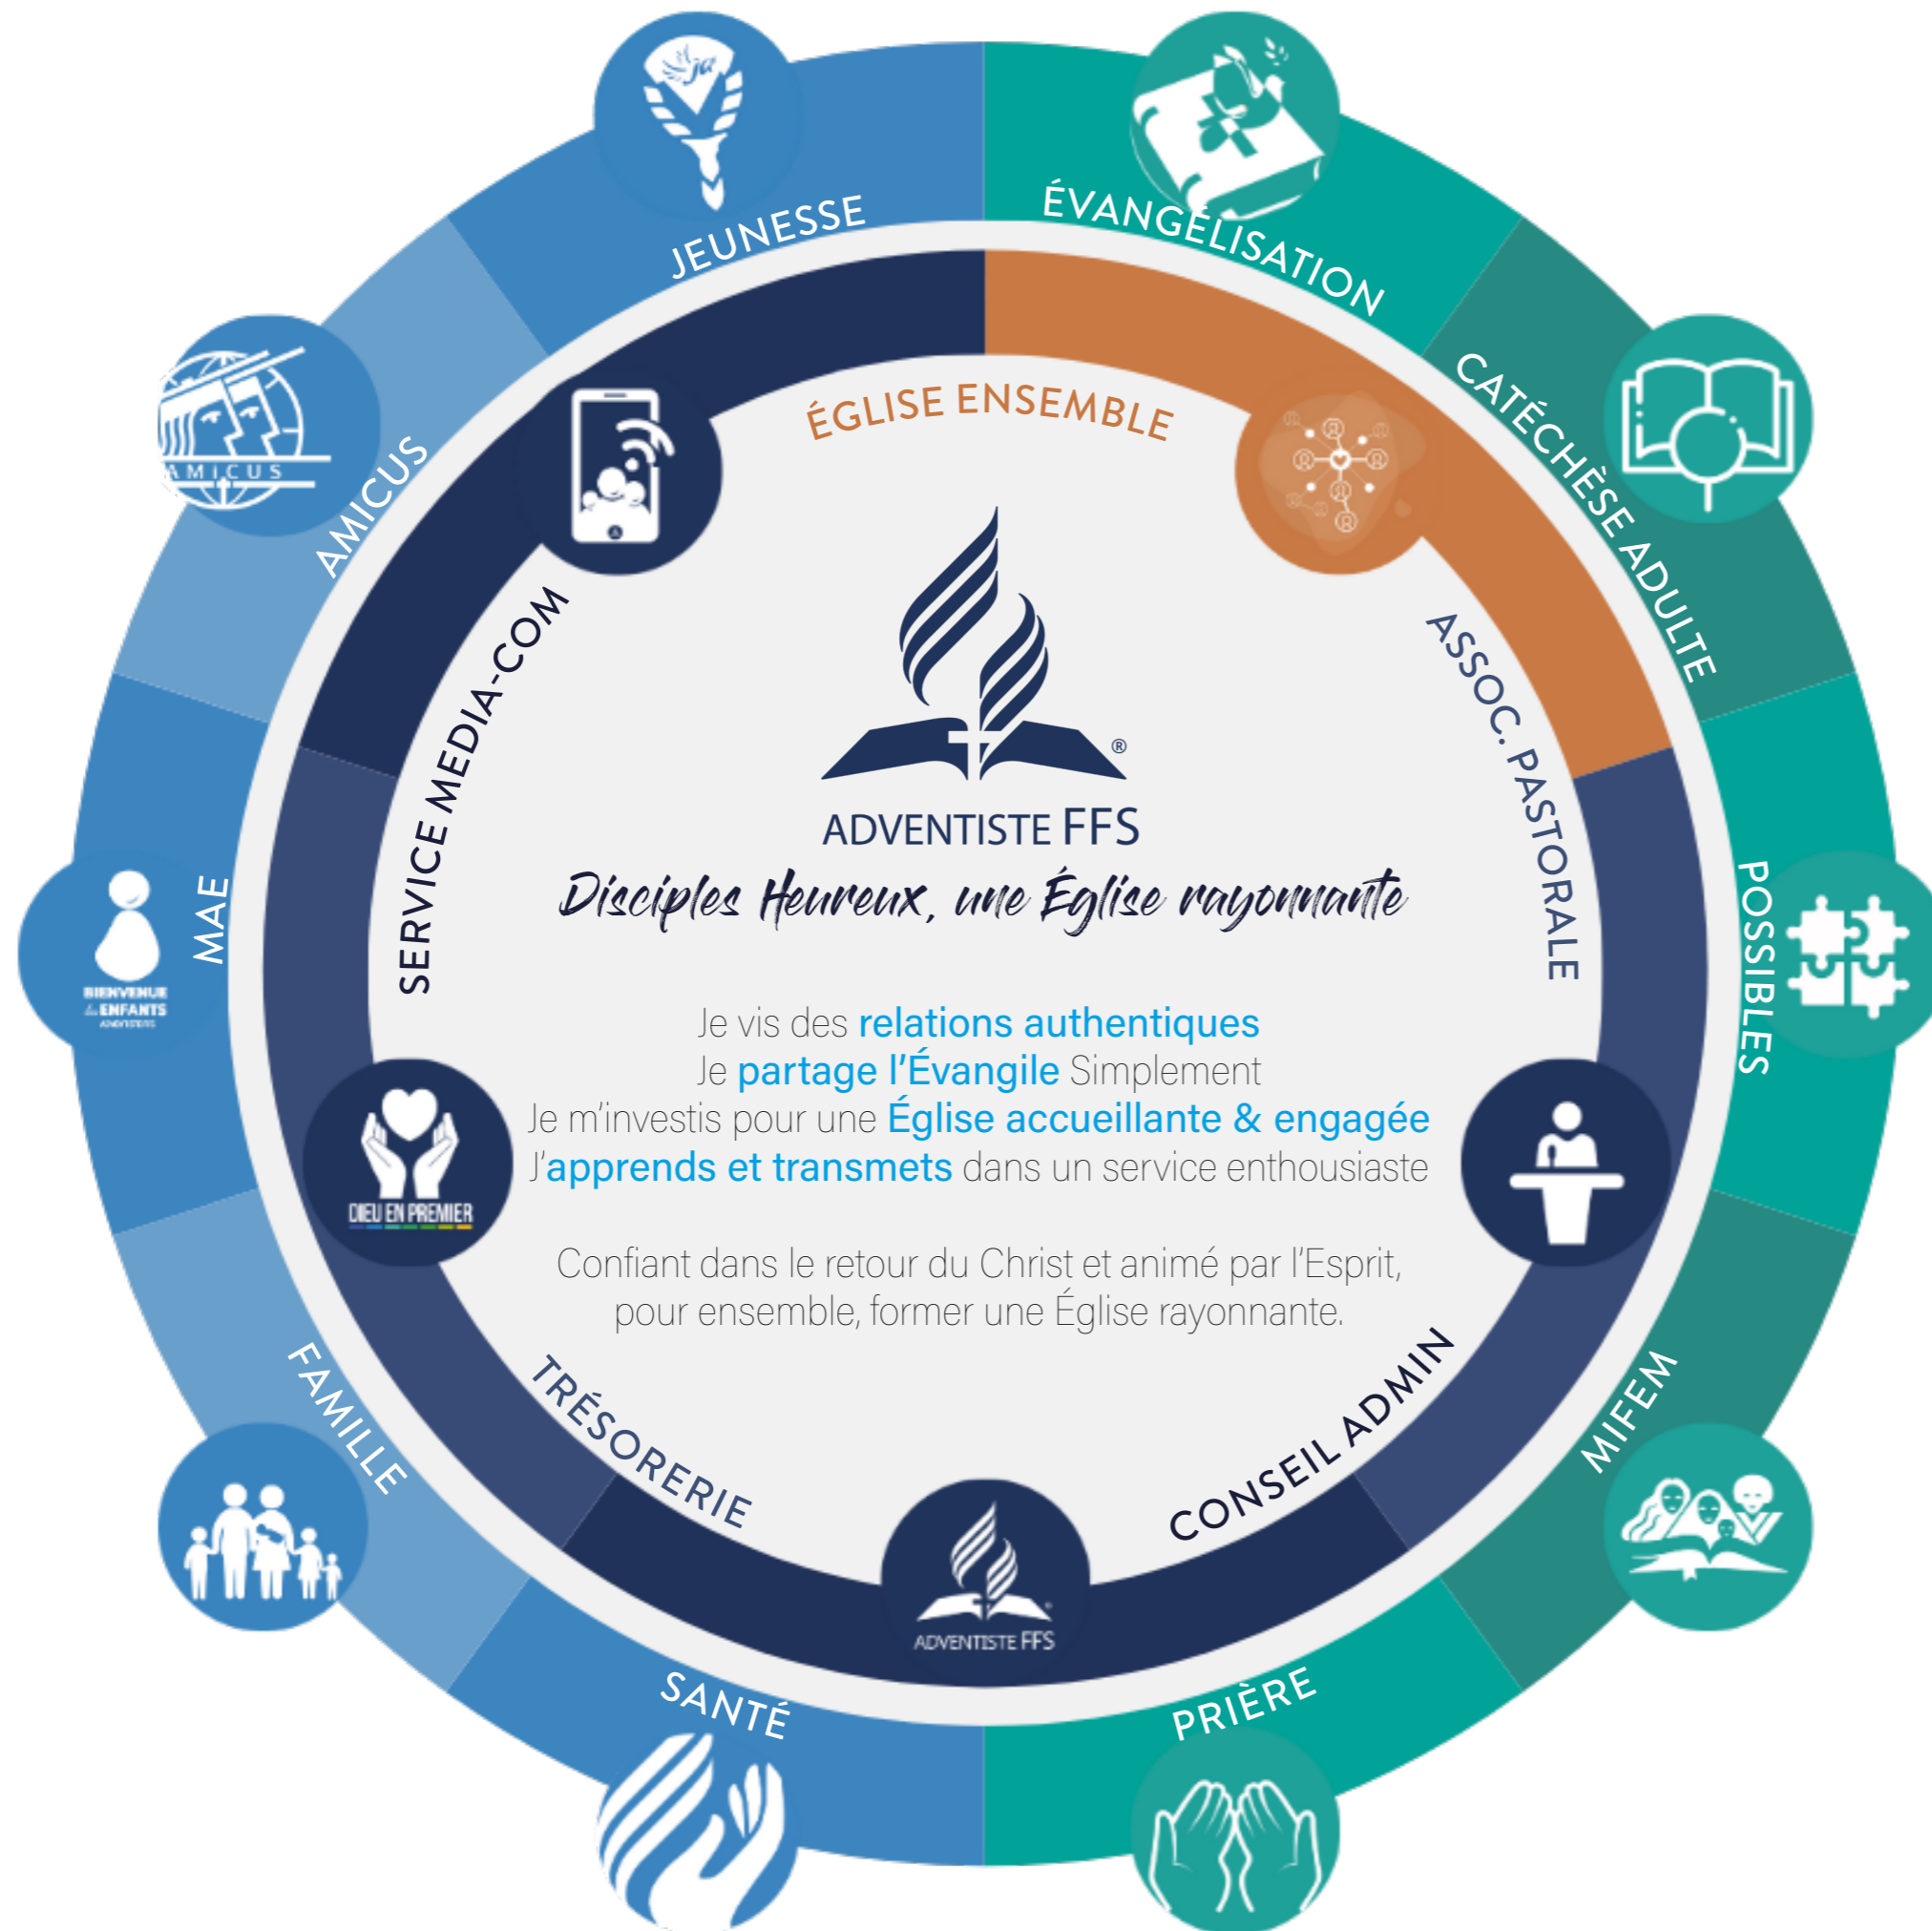 ja
JEUNESSE
ÉVANGÉLISATION
CATÉCHÈSE ADULTE
POSSIBLES
MIFEM
PRIÈRE
SANTÉ
FAMILLE
MAE
BIENVENUE
ENFANTS
AMICUS
AMICUS
ÉGLISE ENSEMBLE
ASSOC. PASTORALE
CONSEIL ADMIN
TRÉSORERIE
SERVICE MEDIA-COM
DIEU EN PREMIER
ADVENTISTE FFS
®
ADVENTISTE FFS
Disciples Heureux, une Église rayonnante
Je vis des relations authentiques
Je partage l'Évangile Simplement
Je m'investis pour une Église accueillante & engagée
J'apprends et transmets dans un service enthousiaste
Confiant dans le retour du Christ et animé par l'Esprit,
pour ensemble, former une Église rayonnante.